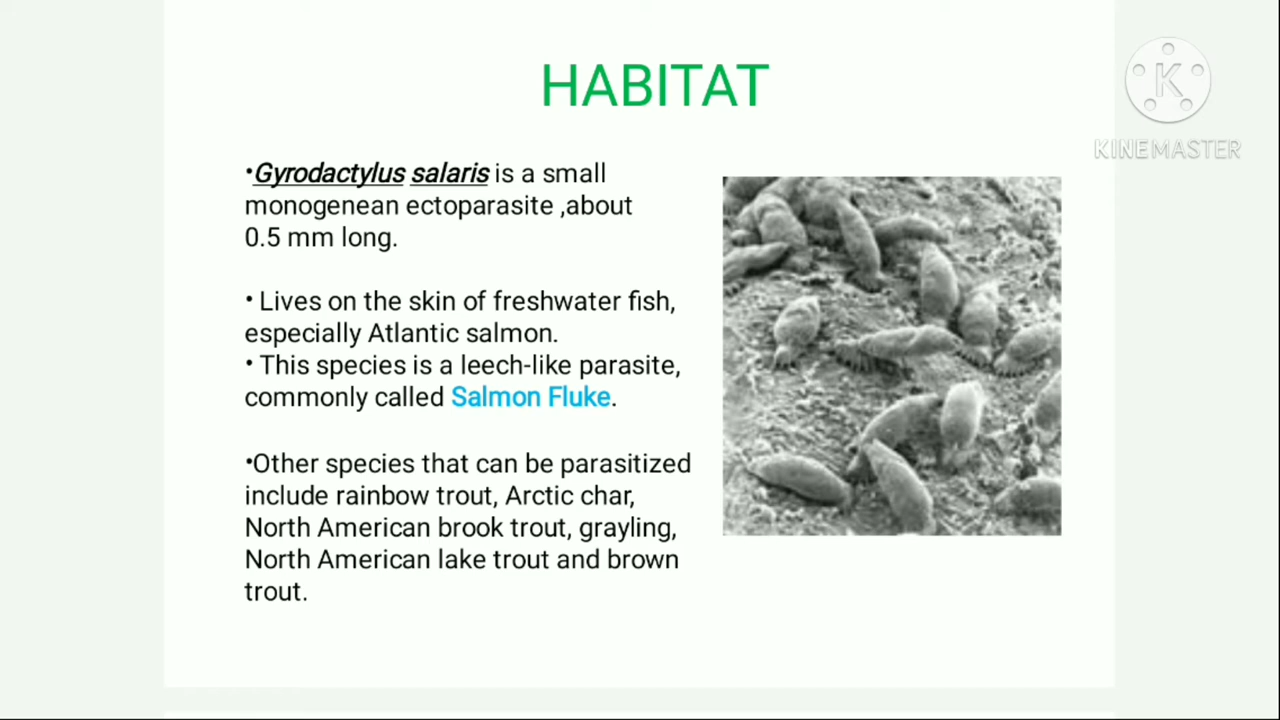 HABITAT
K
KINEMASTER
•Gyrodactylus salaris is a small
monogenean ectoparasite ,about
0.5 mm long.
• Lives on the skin of freshwater fish,
especially Atlantic salmon.
• This species is a leech-like parasite,
commonly called Salmon Fluke.
•Other species that can be parasitized
include rainbow trout, Arctic char,
North American brook trout, grayling,
North American lake trout and brown
trout.